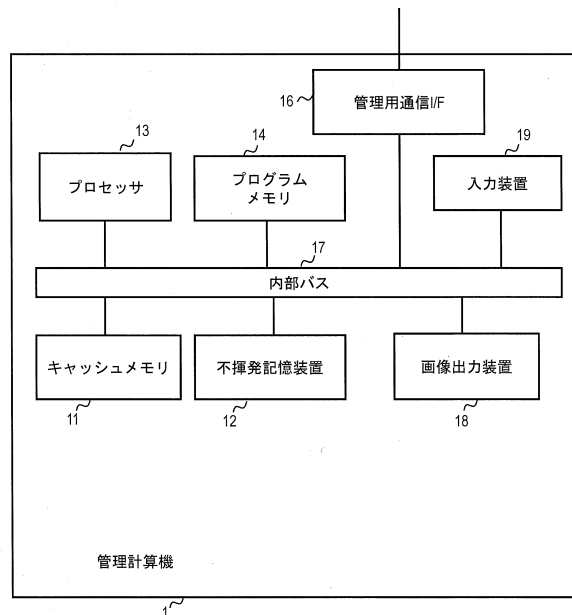 16
管理用通信I/F
13
プロセッサ
14
プログラム
メモリ
19
入力装置
17
内部バス
キャッシュメモリ
11
不揮発記憶装置
12
画像出力装置
18
管理計算機
1